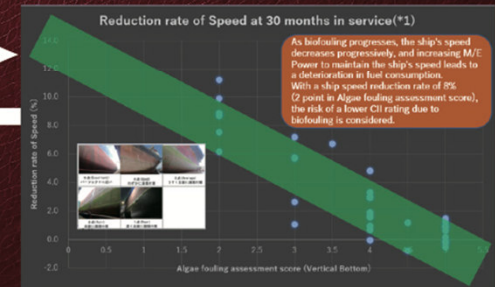 Reduction rate of Speed at 30 months in service(*1)
As biofouling progresses, the ship's speed
decreases progressively, and increasing M/E
Power to maintain the ship's speed leads to
a deterioration in fuel consumption.
With a ship speed reduction rate of 8%
(2 point in Algae fouling assessment score),
the risk of a lower CII rating due to
biofouling is considered.
Reduction rate of Speed (%)
14.0
12.0
10.0
8.0
6.0
4.0
2.0
0.0
-2.0
0 0.5 1 1.5 2 2.5 3 3.5 4 4.5 5 5.5
Algae fouling assessment score (Vertical Bottom)